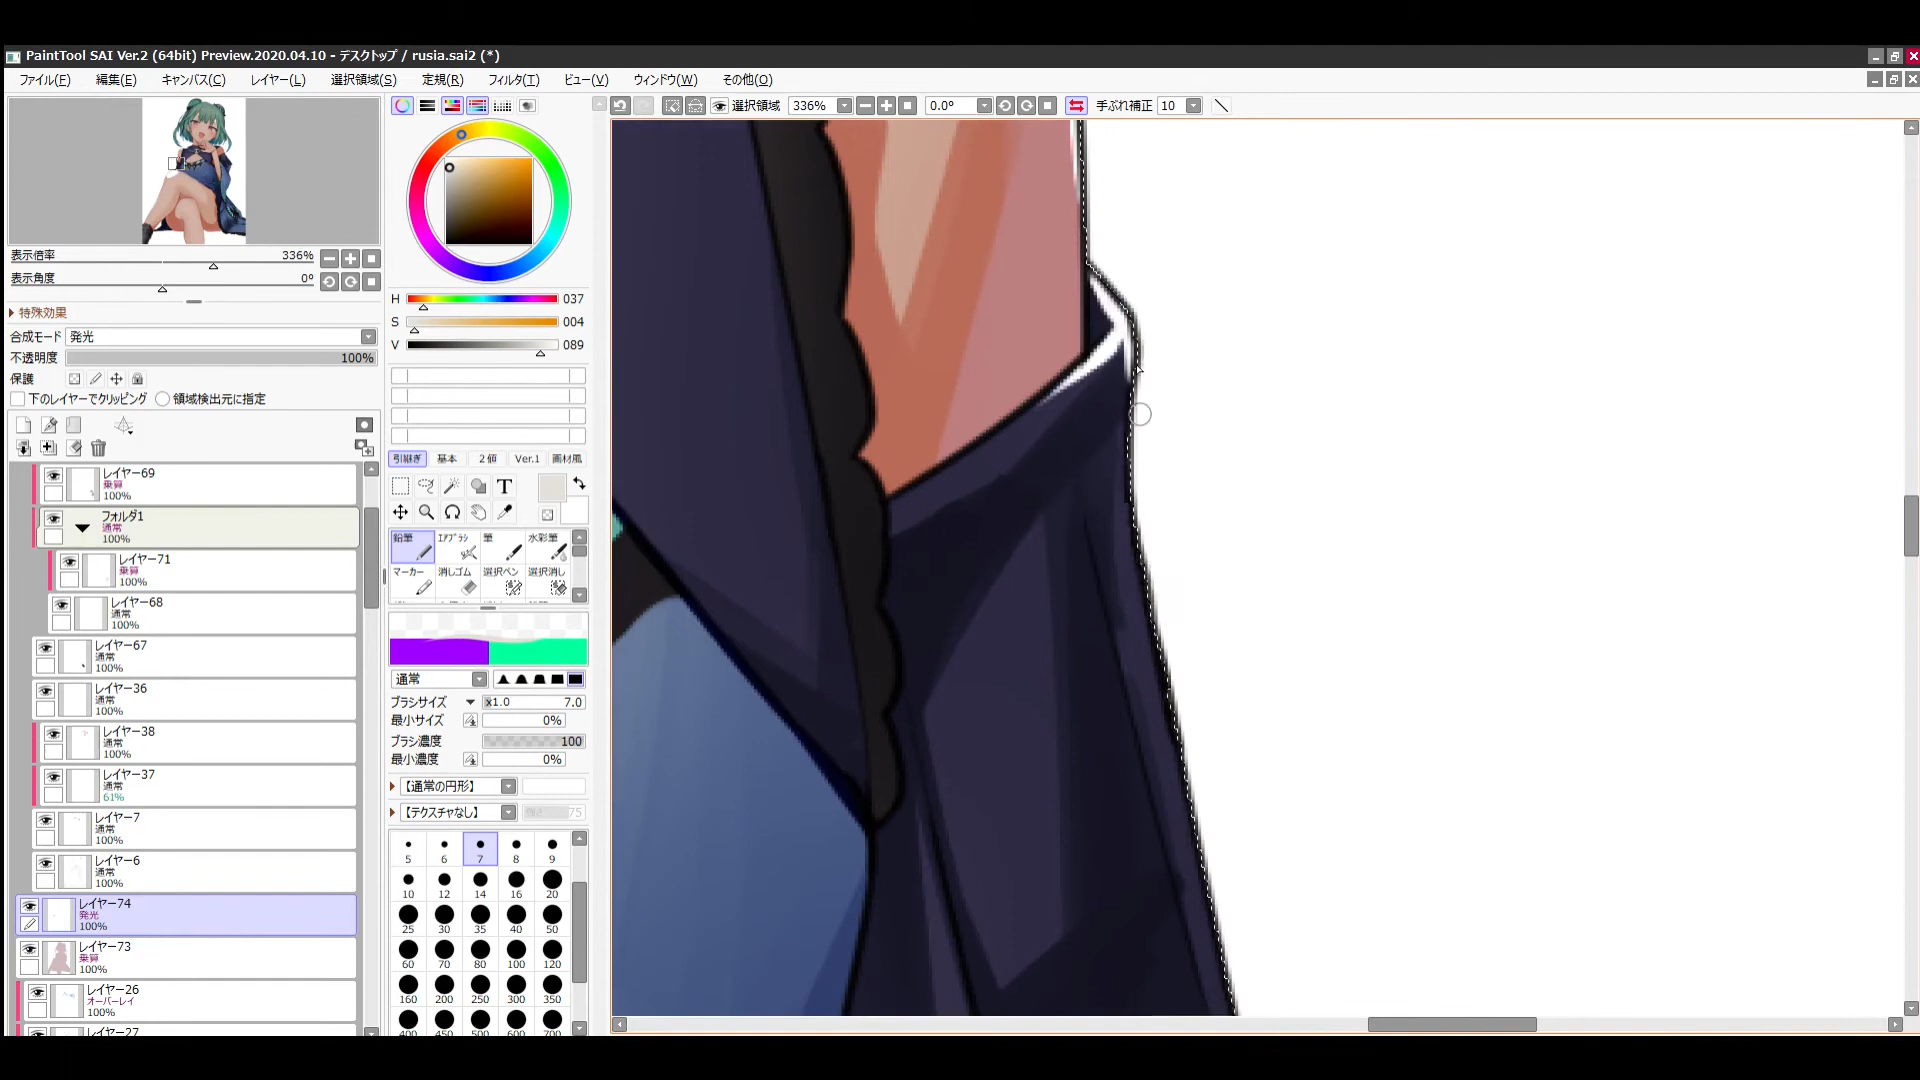 PaintTool SAI Ver.2 (64bit) Preview.2020.04.10 - デスクトップ / rusia.sai2 (*)
ファイル(F) 編集(E) キャンバス(C) レイヤー(L) 選択領域(S) 定規(R) フィルタ(T) ビュー(V) ウィンドウ(W) その他(O)
選択領域 336% 0.0° 手ぶれ補正 10
表示倍率 336%
表示角度 0°
特殊効果
合成モード 発光
不透明度 100%
保護
下のレイヤーでクリッピング 領域検出元に指定
レイヤー69
乗算
100%
フォルダ1
通常
100%
レイヤー71
乗算
100%
レイヤー68
通常
100%
レイヤー67
通常
100%
レイヤー36
通常
100%
レイヤー38
通常
100%
レイヤー37
通常
61%
レイヤー7
通常
100%
レイヤー6
通常
100%
レイヤー74
発光
100%
レイヤー73
乗算
100%
レイヤー26
オーバーレイ
100%
レイヤー27
H 037
S 004
V 089
引継ぎ 基本 2値 Ver.1 画材風
T
鉛筆 エアブラシ 筆 水彩筆
マーカー 消しゴム 選択ペン 選択消し
通常
ブラシサイズ x1.0 7.0
最小サイズ 0%
ブラシ濃度 100
最小濃度 0%
【通常の円形】
【テクスチャなし】 75
5 6 7 8 9
10 12 14 16 20
25 30 35 40 50
60 70 80 100 120
160 200 250 300 350
400 450 500 600 700